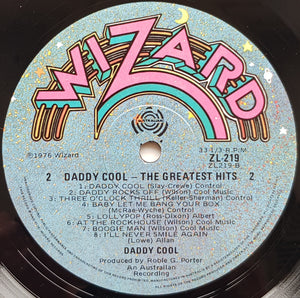 WIZARD
33 1/3 R.P.M.
ZL-219
ZL219-B
℗1976 Wizard
2 DADDY COOL – THE GREATEST HITS 2
1- DADDY COOL (Slay-Crewe) Control
2- DADDY ROCKS OFF (Wilson) Cool Music
3- THREE O'CLOCK THRILL (Keller-Sherman) Control
4- BABY LET ME BANG YOUR BOX
(McRae-Wyche) Control
5- LOLLYPOP (Ross-Dixon) Albert
6- AT THE ROCKHOUSE (Wilson) Cool Music
7- BOOGIE MAN (Wilson) Cool Music
8- I'LL NEVER SMILE AGAIN
(Lowe) Allan
DADDY COOL
Produced by Robie G. Porter
An Australian
Recording